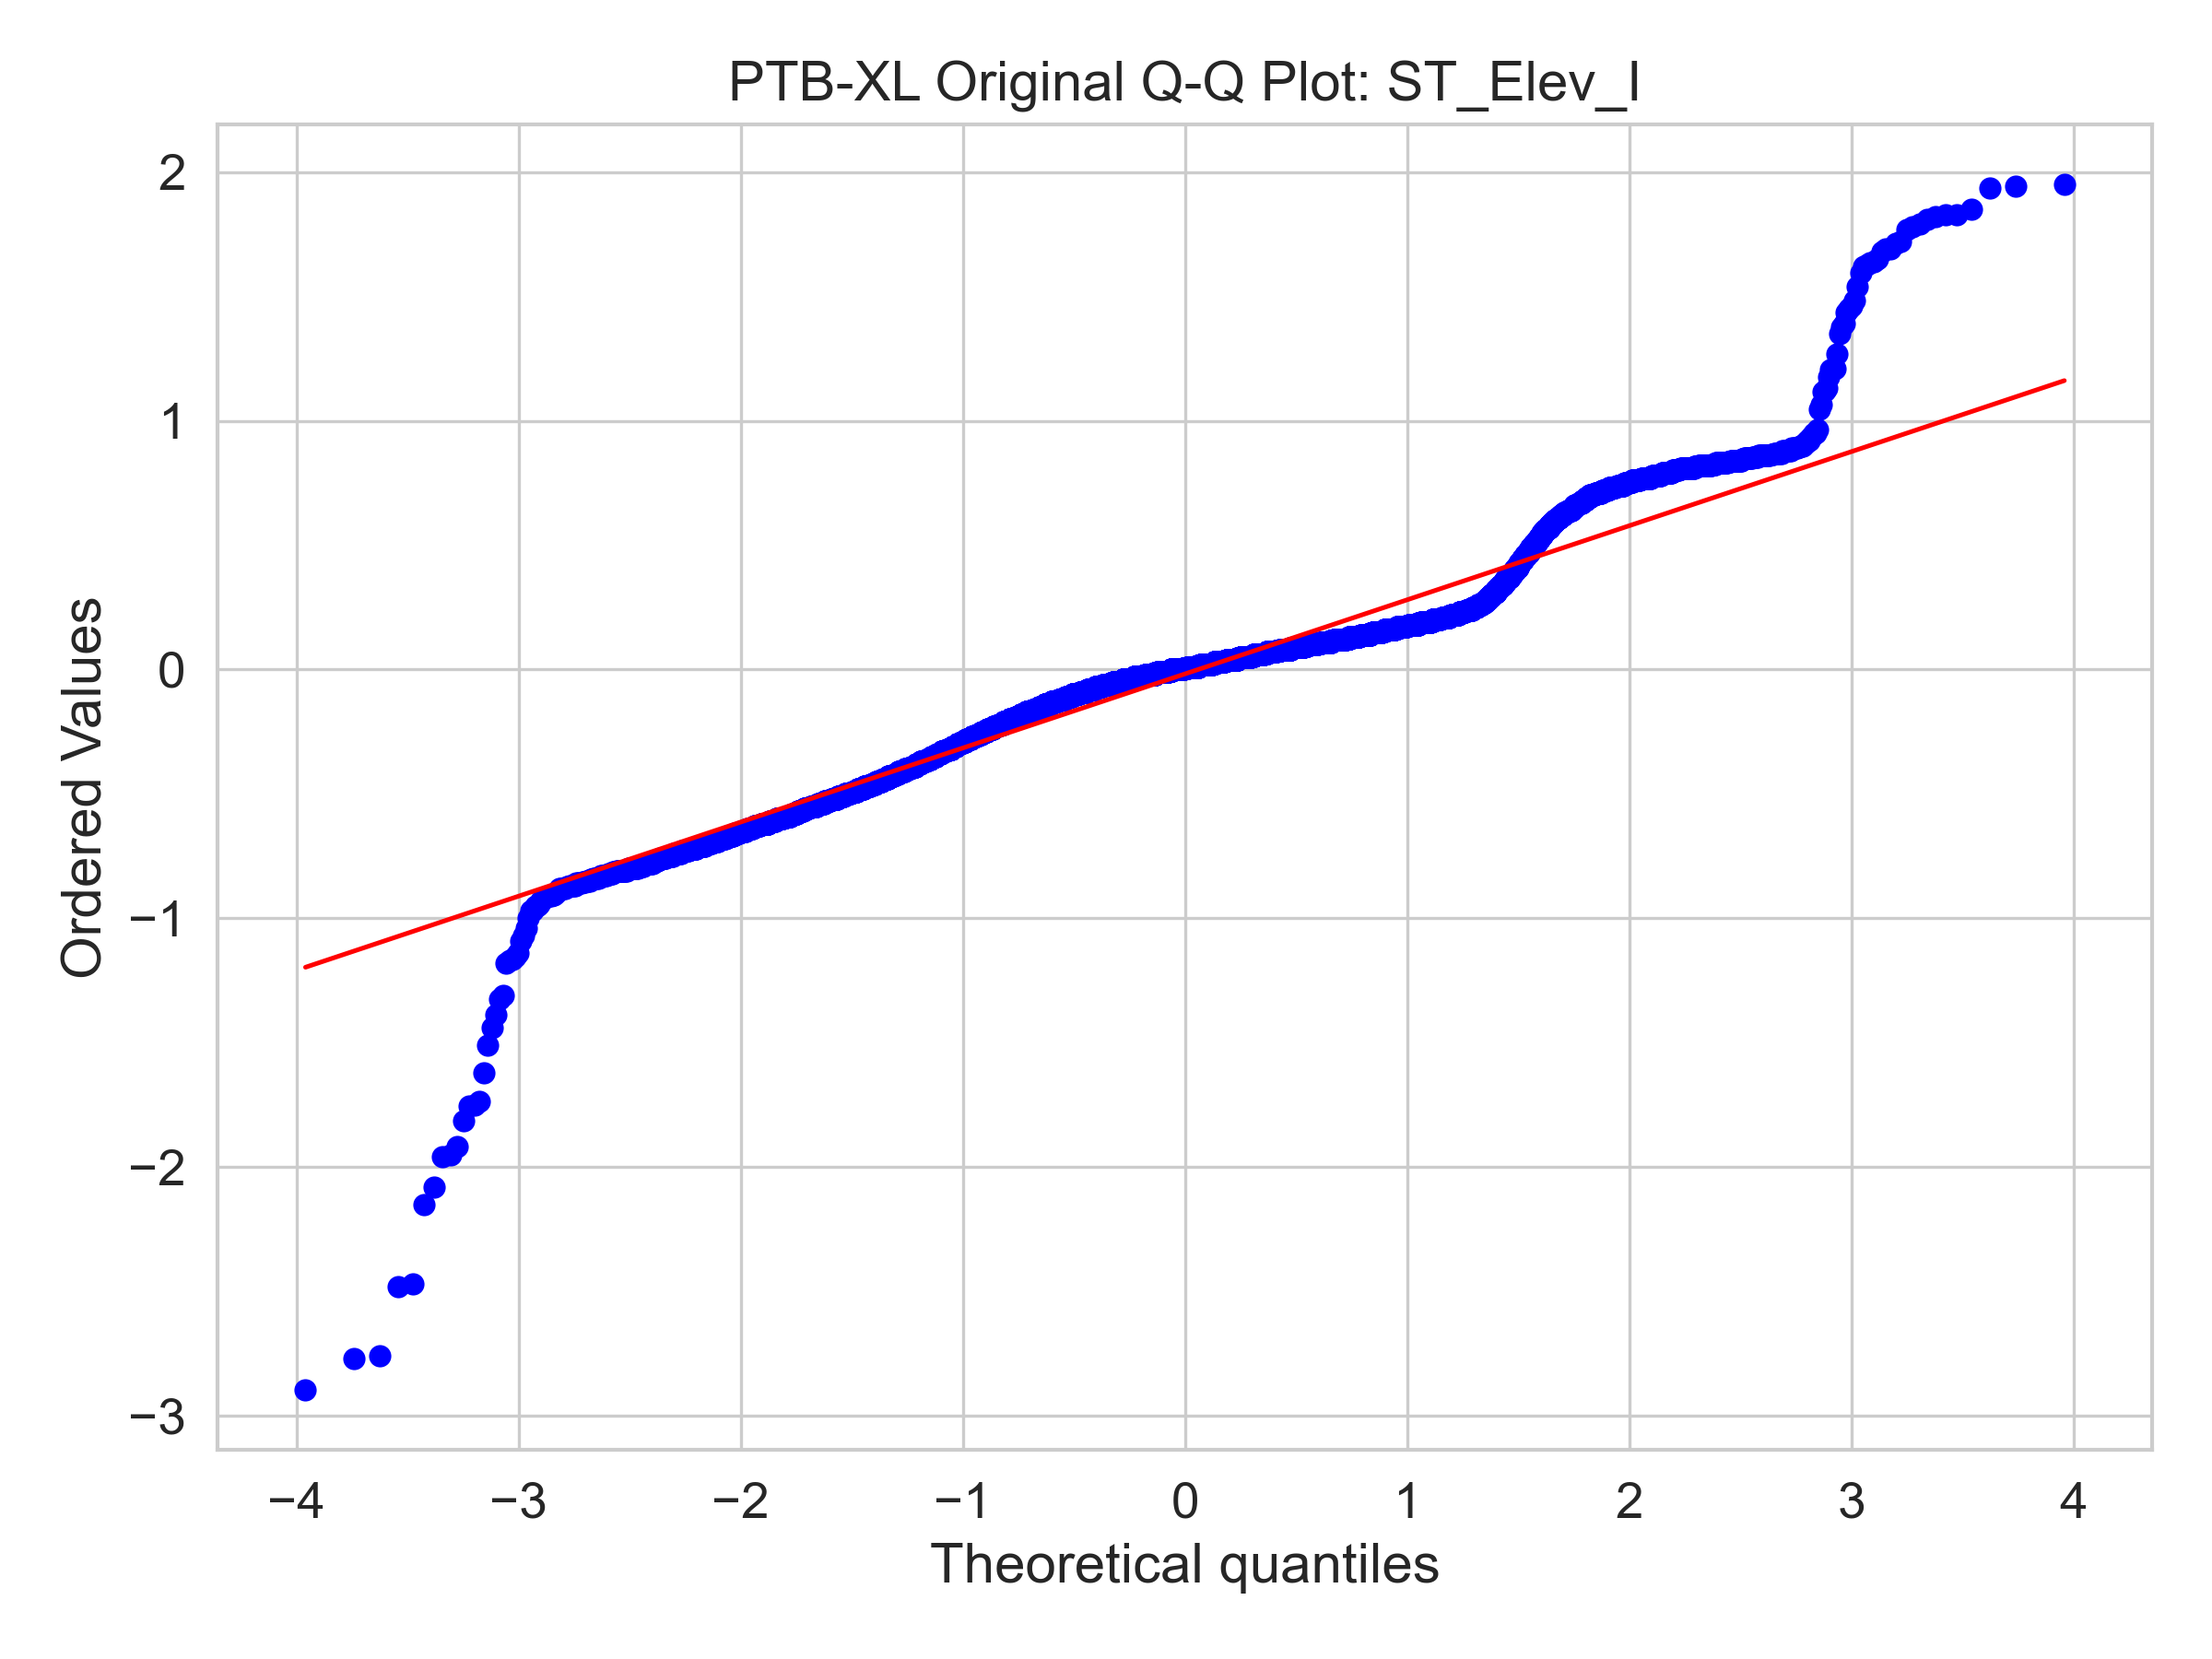 PTB-XL Original Q-Q Plot: ST_Elev_I
2
1
0
−1
−2
−3
Ordered Values
−4 −3 −2 −1 0 1 2 3 4
Theoretical quantiles